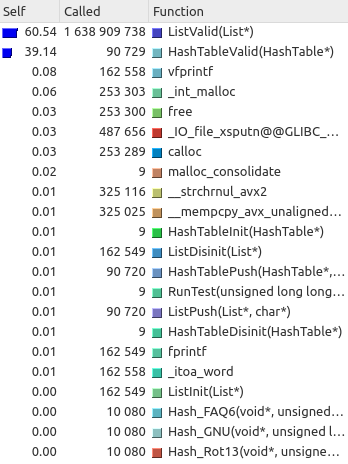 Self Called Function
60.54 1 638 909 738 ListValid(List*)
39.14 90 729 HashTableValid(HashTable*)
0.08 162 558 vfprintf
0.06 253 303 _int_malloc
0.03 253 300 free
0.03 487 656 _IO_file_xsputn@@GLIBC_...
0.03 253 289 calloc
0.02 9 malloc_consolidate
0.01 325 116 __strchrnul_avx2
0.01 325 025 __mempcpy_avx_unaligned...
0.01 9 HashTableInit(HashTable*)
0.01 162 549 ListDisinit(List*)
0.01 90 720 HashTablePush(HashTable*,...
0.01 9 RunTest(unsigned long long...
0.01 90 720 ListPush(List*, char*)
0.01 9 HashTableDisinit(HashTable*)
0.01 162 549 fprintf
0.01 162 558 _itoa_word
0.00 162 549 ListInit(List*)
0.00 10 080 Hash_FAQ6(void*, unsigned...
0.00 10 080 Hash_GNU(void*, unsigned l...
0.00 10 080 Hash_Rot13(void*, unsigne...